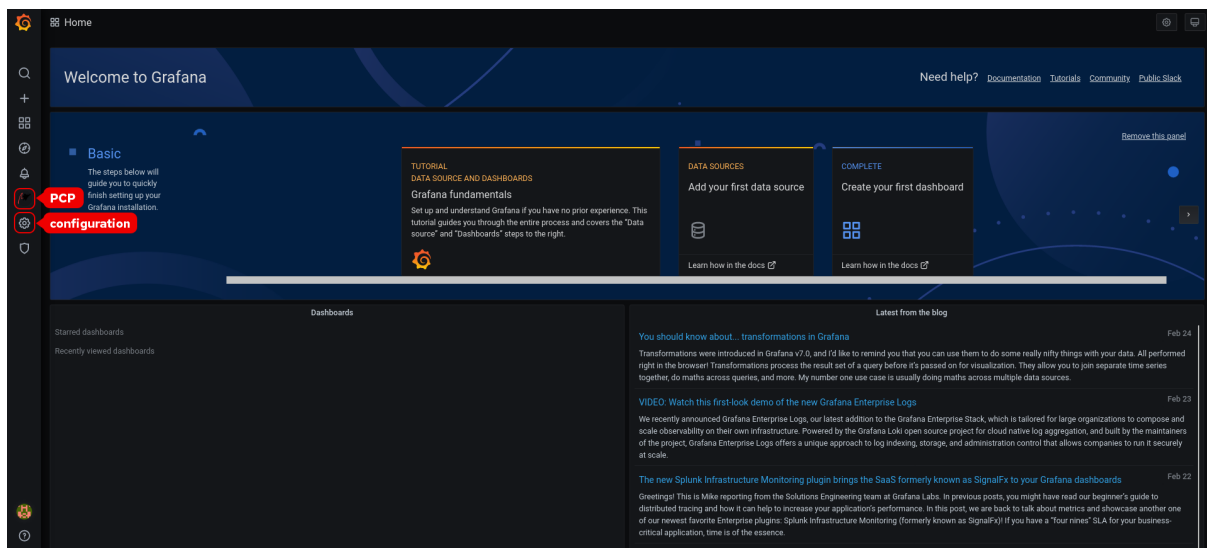 Home
Welcome to Grafana
Need help? Documentation Tutorials Community Public Slack
Remove this panel
Basic
The steps below will
guide you to quickly
finish setting up your
Grafana installation.
TUTORIAL
DATA SOURCE AND DASHBOARDS
Grafana fundamentals
Set up and understand Grafana if you have no prior experience. This
tutorial guides you through the entire process and covers the "Data
source" and "Dashboards" steps to the right.
DATA SOURCES
Add your first data source
Learn how in the docs
COMPLETE
Create your first dashboard
Learn how in the docs
PCP
configuration
Dashboards
Starred dashboards
Recently viewed dashboards
Latest from the blog
You should know about... transformations in Grafana
Feb 24
Transformations were introduced in Grafana v7.0, and I'd like to remind you that you can use them to do some really nifty things with your data. All performed
right in the browser! Transformations process the result set of a query before it's passed on for visualization. They allow you to join separate time series
together, do maths across queries, and more. My number one use case is usually doing maths across multiple data sources.
VIDEO: Watch this first-look demo of the new Grafana Enterprise Logs
Feb 23
We recently announced Grafana Enterprise Logs, our latest addition to the Grafana Enterprise Stack, which is tailored for large organizations to compose and
scale observability on their own infrastructure. Powered by the Grafana Loki open source project for cloud native log aggregation, and built by the maintainers
of the project, Grafana Enterprise Logs offers a unique approach to log indexing, storage, and administration control that allows companies to run it securely
at scale.
The new Splunk Infrastructure Monitoring plugin brings the SaaS formerly known as SignalFx to your Grafana dashboards
Feb 22
Greetings! This is Mike reporting from the Solutions Engineering team at Grafana Labs. In previous posts, you might have read our beginner's guide to
distributed tracing and how it can help to increase your application's performance. In this post, we are back to talk about metrics and showcase another one
of our newest favorite Enterprise plugins: Splunk Infrastructure Monitoring (formerly known as SignalFx)! If you have a "four nines" SLA for your business-
critical application, time is of the essence.